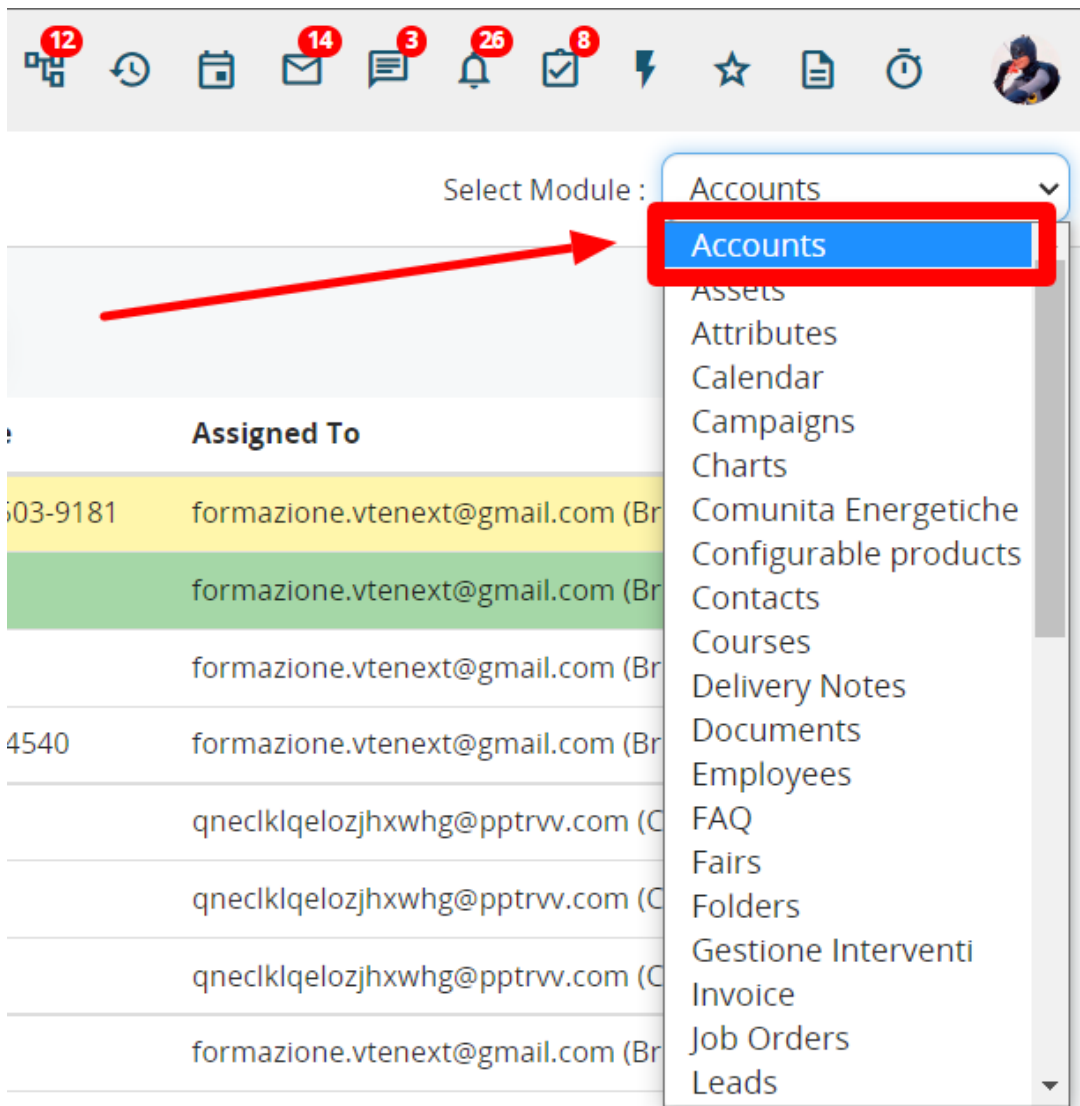 12
14
3
26
8
Select Module :
Accounts
Accounts
Assets
Attributes
Calendar
Campaigns
Charts
Comunita Energetiche
Configurable products
Contacts
Courses
Delivery Notes
Documents
Employees
FAQ
Fairs
Folders
Gestione Interventi
Invoice
Job Orders
Leads
Assigned To
503-9181 formazione.vtenext@gmail.com (Br
formazione.vtenext@gmail.com (Br
formazione.vtenext@gmail.com (Br
4540 formazione.vtenext@gmail.com (Br
qneclklqelozjhxwhg@pptrvv.com (C
qneclklqelozjhxwhg@pptrvv.com (C
qneclklqelozjhxwhg@pptrvv.com (C
formazione.vtenext@gmail.com (Br